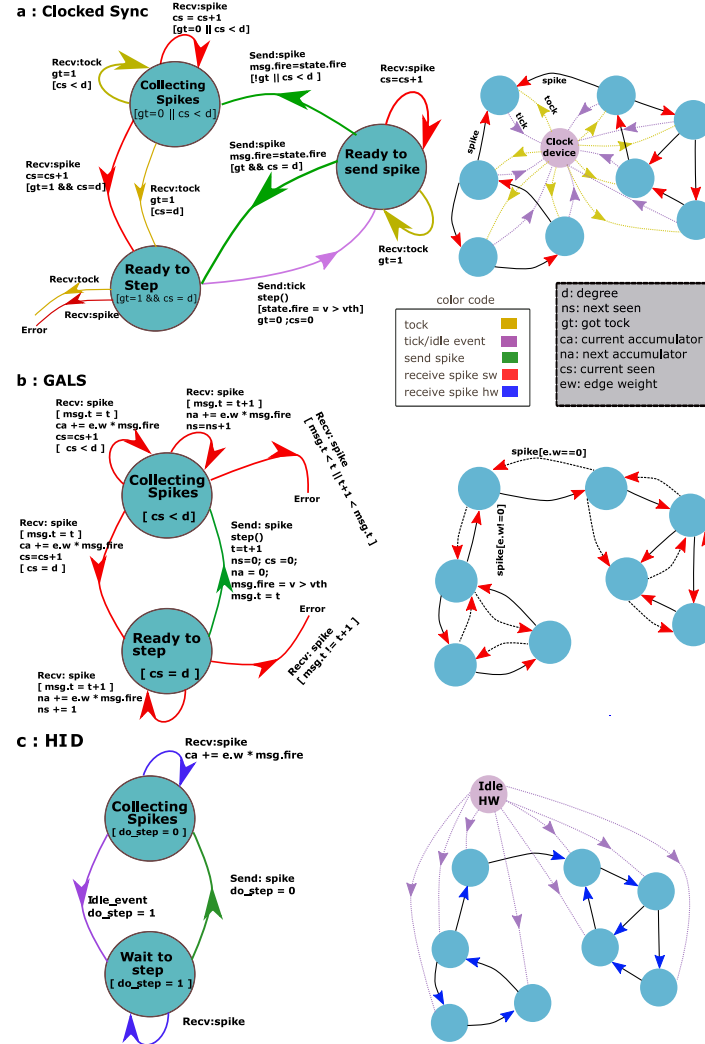 a : Clocked Sync
Recv:spike
cs = cs+1
[gt=0 || cs < d]
Recv:tock
gt=1
[cs < d]
Collecting
Spikes
[gt=0 || cs < d]
Send:spike
msg.fire=state.fire
[!gt || cs < d ]
Recv:spike
cs=cs+1
Send:spike
msg.fire=state.fire
[gt && cs = d]
Ready to
send spike
Recv:spike
cs=cs+1
[gt=1 && cs=d]
Recv:tock
gt=1
[cs=d]
Recv:tock
gt=1
Ready to
Step
[gt=1 && cs = d]
Recv:tock
Recv:spike
Error
Send:tick
step()
[state.fire = v > vth]
gt=0 ;cs=0
spike
tock
tick
spike
Clock
device
color code
tock
tick/idle event
send spike
receive spike sw
receive spike hw
d: degree
ns: next seen
gt: got tock
ca: current accumulator
na: next accumulator
cs: current seen
ew: edge weight
b : GALS
Recv: spike
[ msg.t = t ]
ca += e.w * msg.fire
cs=cs+1
[ cs < d ]
Recv: spike
[ msg.t = t+1 ]
na += e.w * msg.fire
ns=ns+1
Recv: spike
[ msg.t < t || t+1 < msg.t ]
Error
Collecting
Spikes
[ cs < d]
Recv: spike
[ msg.t = t ]
ca += e.w * msg.fire
cs=cs+1
[ cs = d ]
Send: spike
step()
t=t+1
ns=0; cs =0;
na = 0;
msg.fire = v > vth
msg.t = t
Error
Recv: spike
[ msg.t != t+1 ]
Ready to
step
[ cs = d ]
Recv: spike
[ msg.t = t+1 ]
na += e.w * msg.fire
ns += 1
spike[e.w==0]
spike[e.w!=0]
c : HID
Recv:spike
ca += e.w * msg.fire
Collecting
Spikes
[ do_step = 0 ]
Idle_event
do_step = 1
Send: spike
do_step = 0
Wait to
step
[ do_step = 1 ]
Recv:spike
Idle
HW